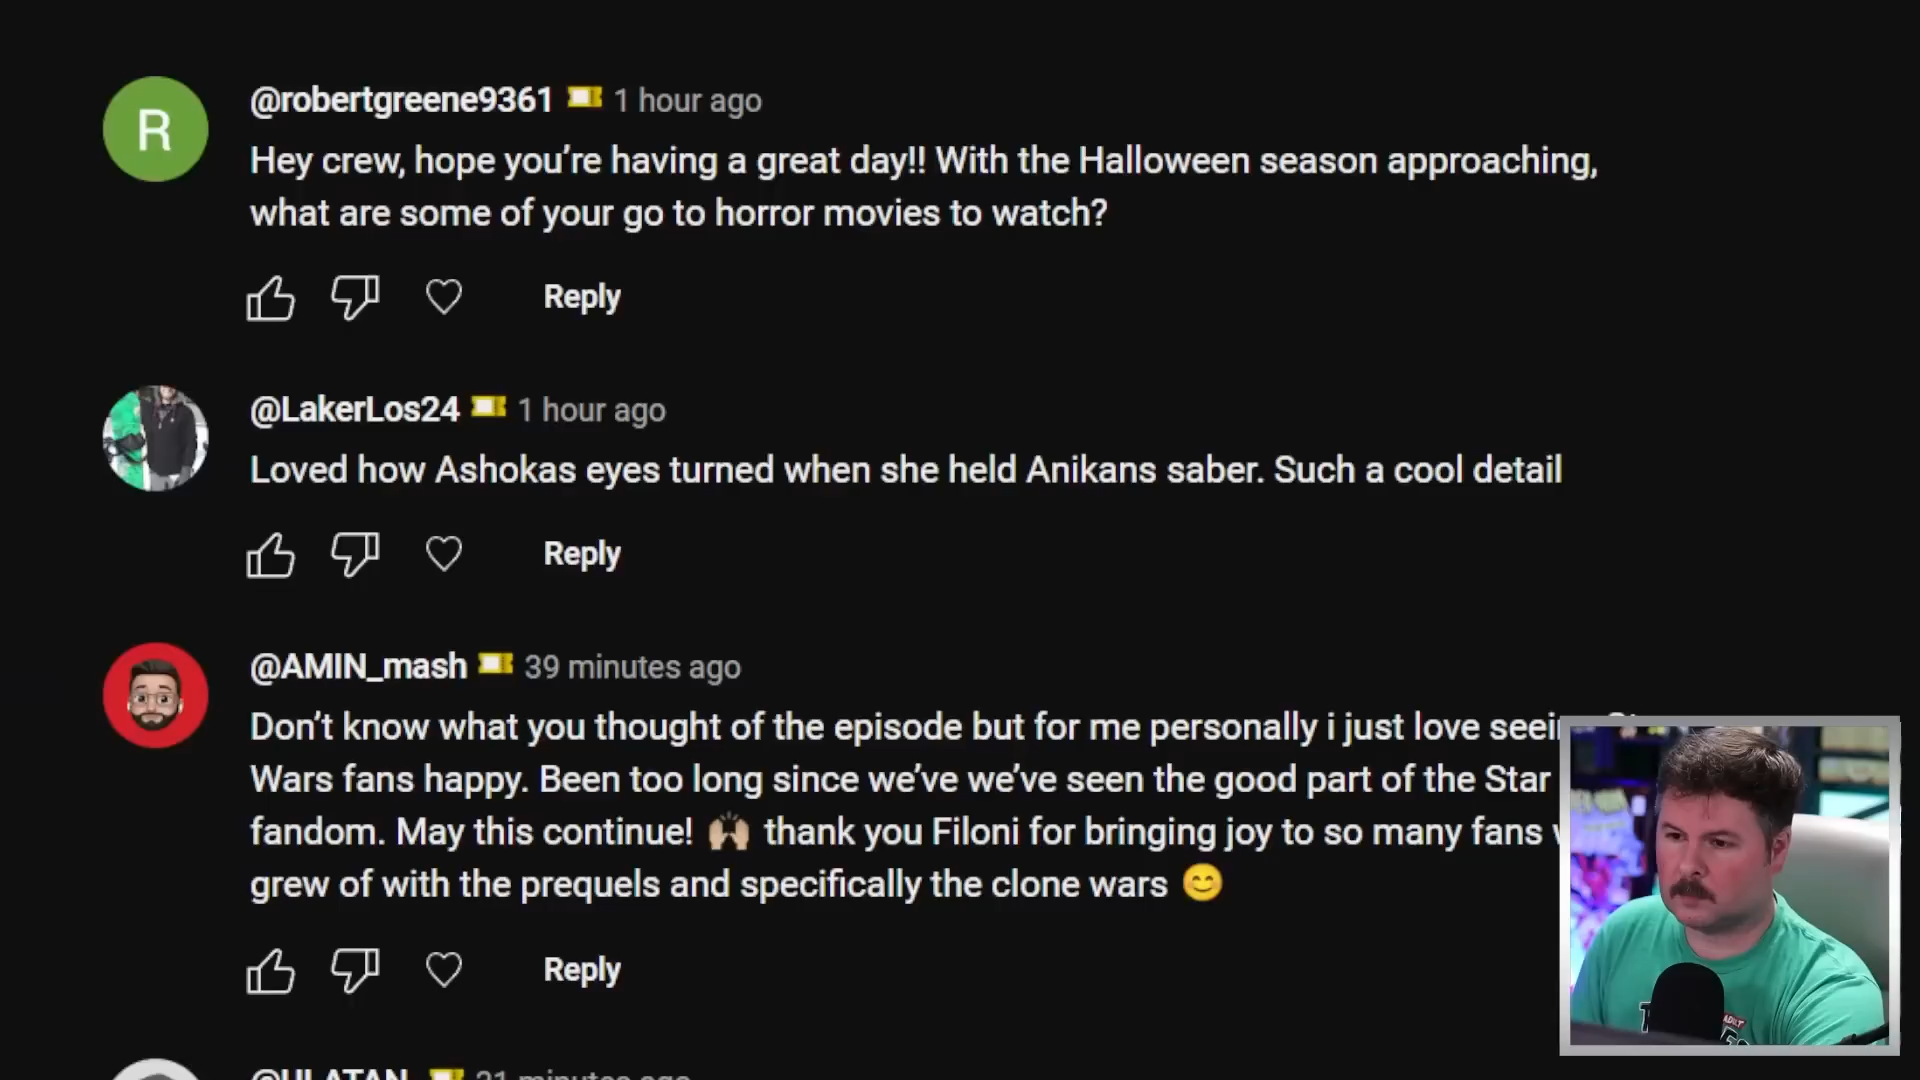 @robertgreene9361 1 hour ago
Hey crew, hope you’re having a great day!! With the Halloween season approaching,
what are some of your go to horror movies to watch?
Reply
@LakerLos24 1 hour ago
Loved how Ashokas eyes turned when she held Anikans saber. Such a cool detail
Reply
@AMIN_mash 39 minutes ago
Don’t know what you thought of the episode but for me personally i just love
Wars fans happy. Been too long since we’ve we’ve seen the good part of the Star
fandom. May this continue! 🙌🏼 thank you Filoni for bringing joy to so many fans
grew of with the prequels and specifically the clone wars 😊
Reply
21 minutes ago
R